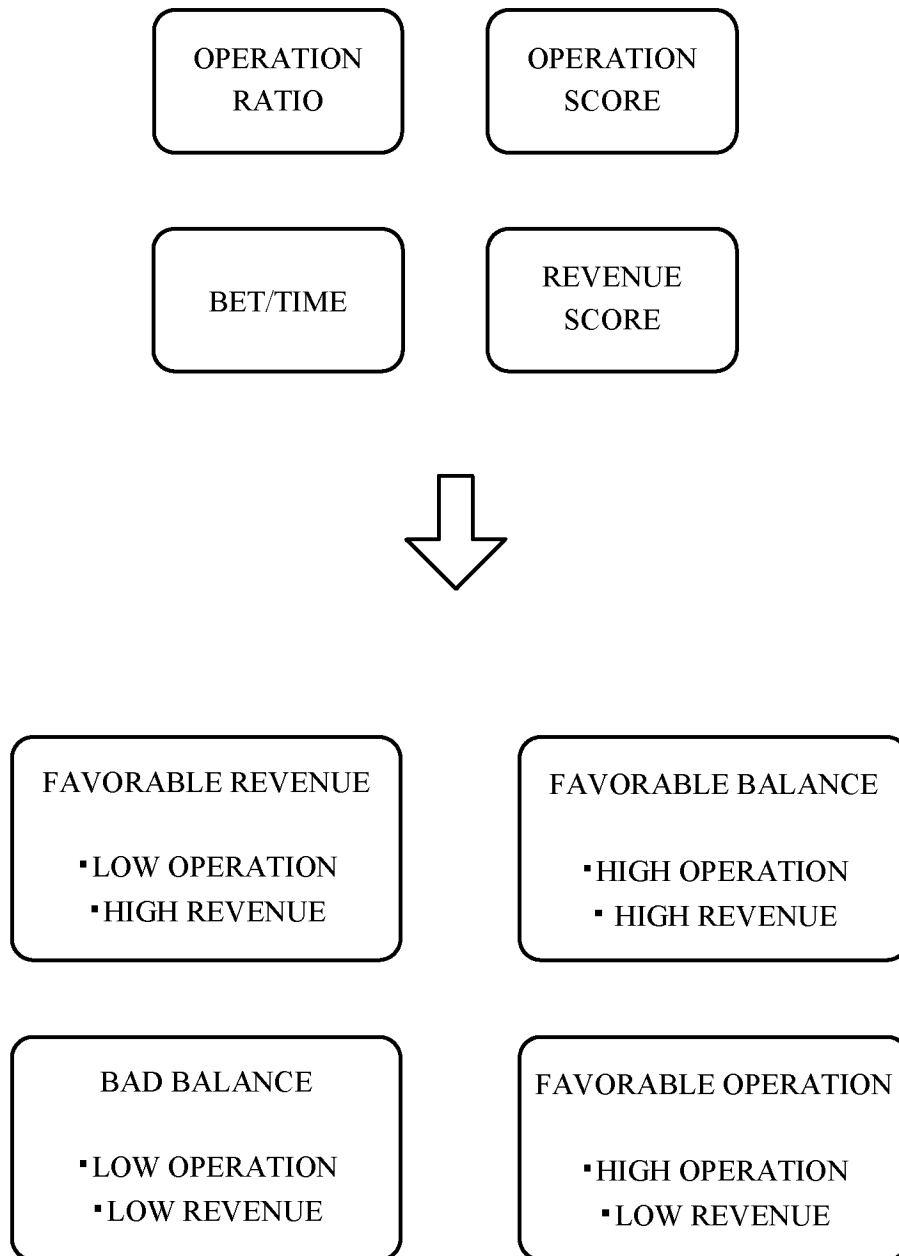 OPERATION
RATIO
OPERATION
SCORE
BET/TIME
REVENUE
SCORE
FAVORABLE REVENUE
▪LOW OPERATION
▪HIGH REVENUE
FAVORABLE BALANCE
▪HIGH OPERATION
▪ HIGH REVENUE
BAD BALANCE
▪LOW OPERATION
▪LOW REVENUE
FAVORABLE OPERATION
▪HIGH OPERATION
▪LOW REVENUE